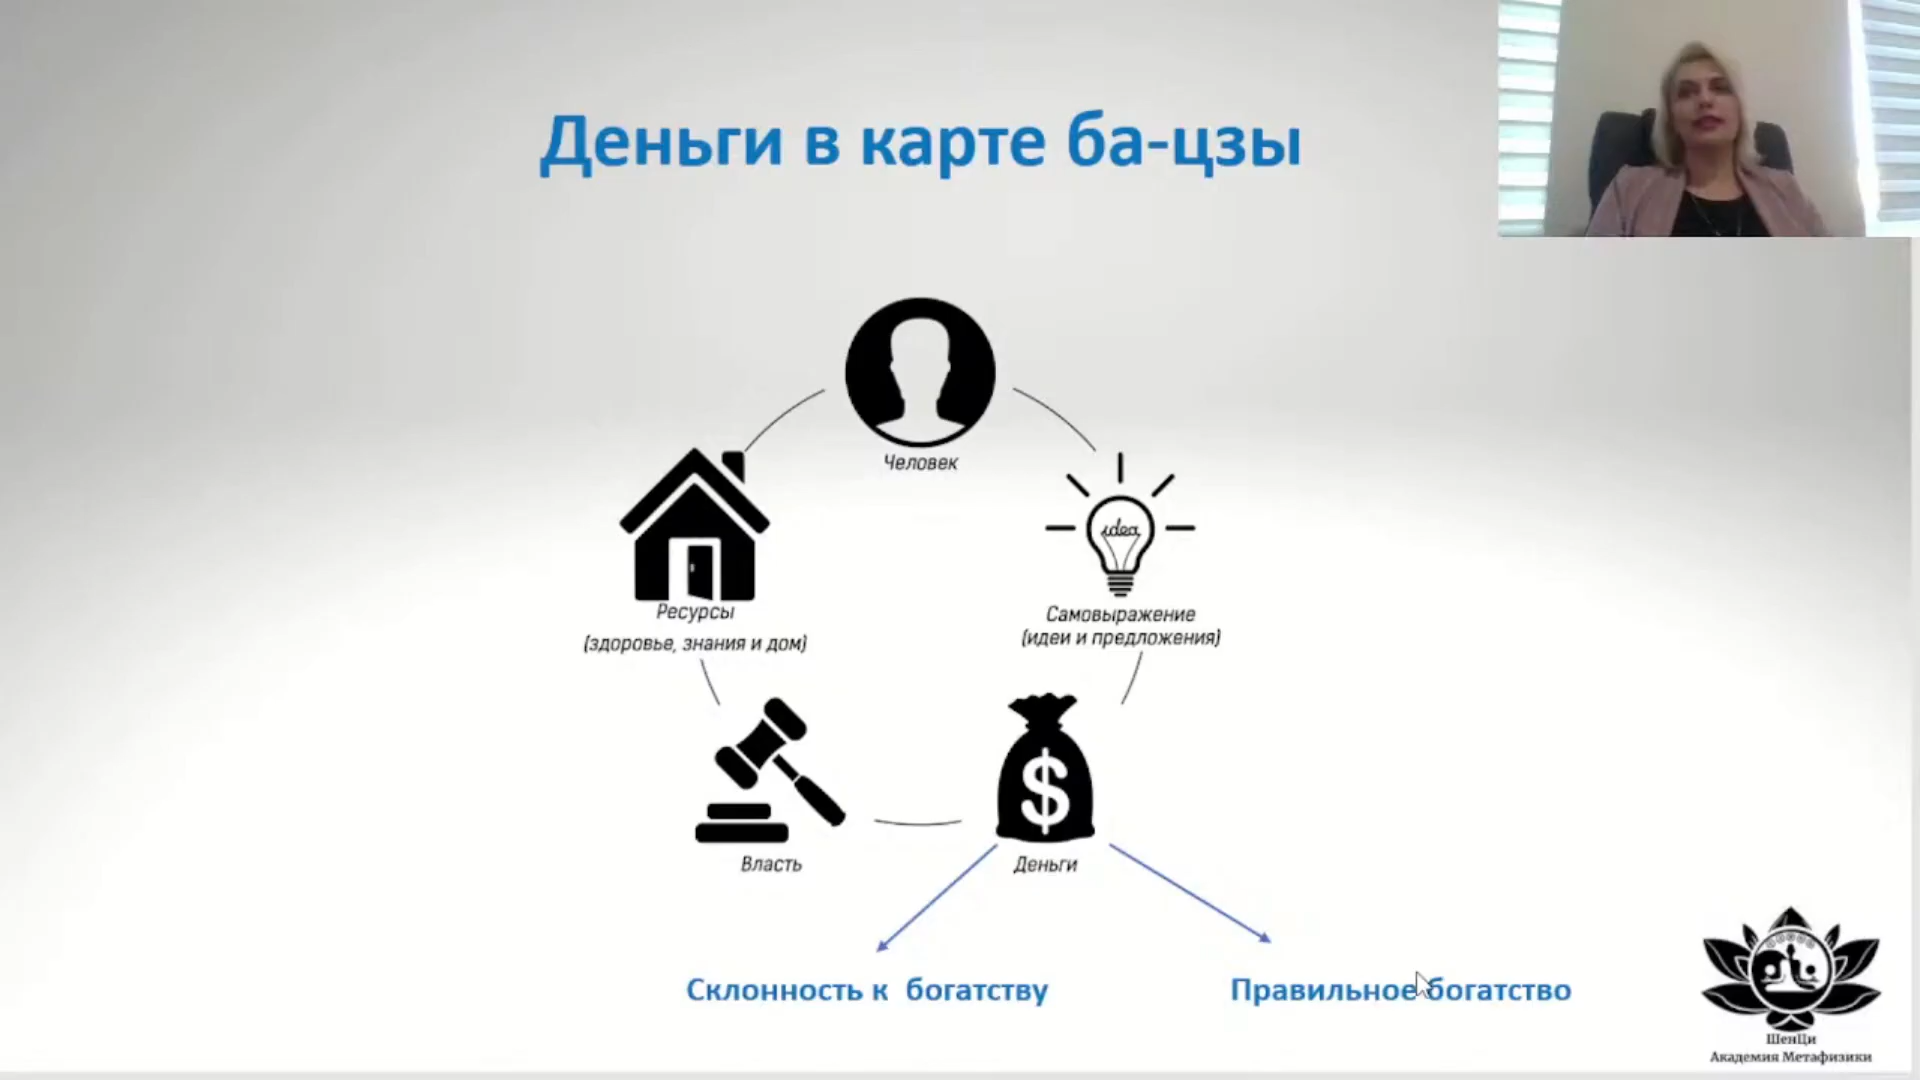 Деньги в карте ба-цзы
Человек
idea
Ресурсы
(здоровье, знания и дом)
Самовыражение
(идеи и предложения)
$
Власть
Деньги
Склонность к богатству
Правильное богатство
ШенЦи
Академия Метафизики